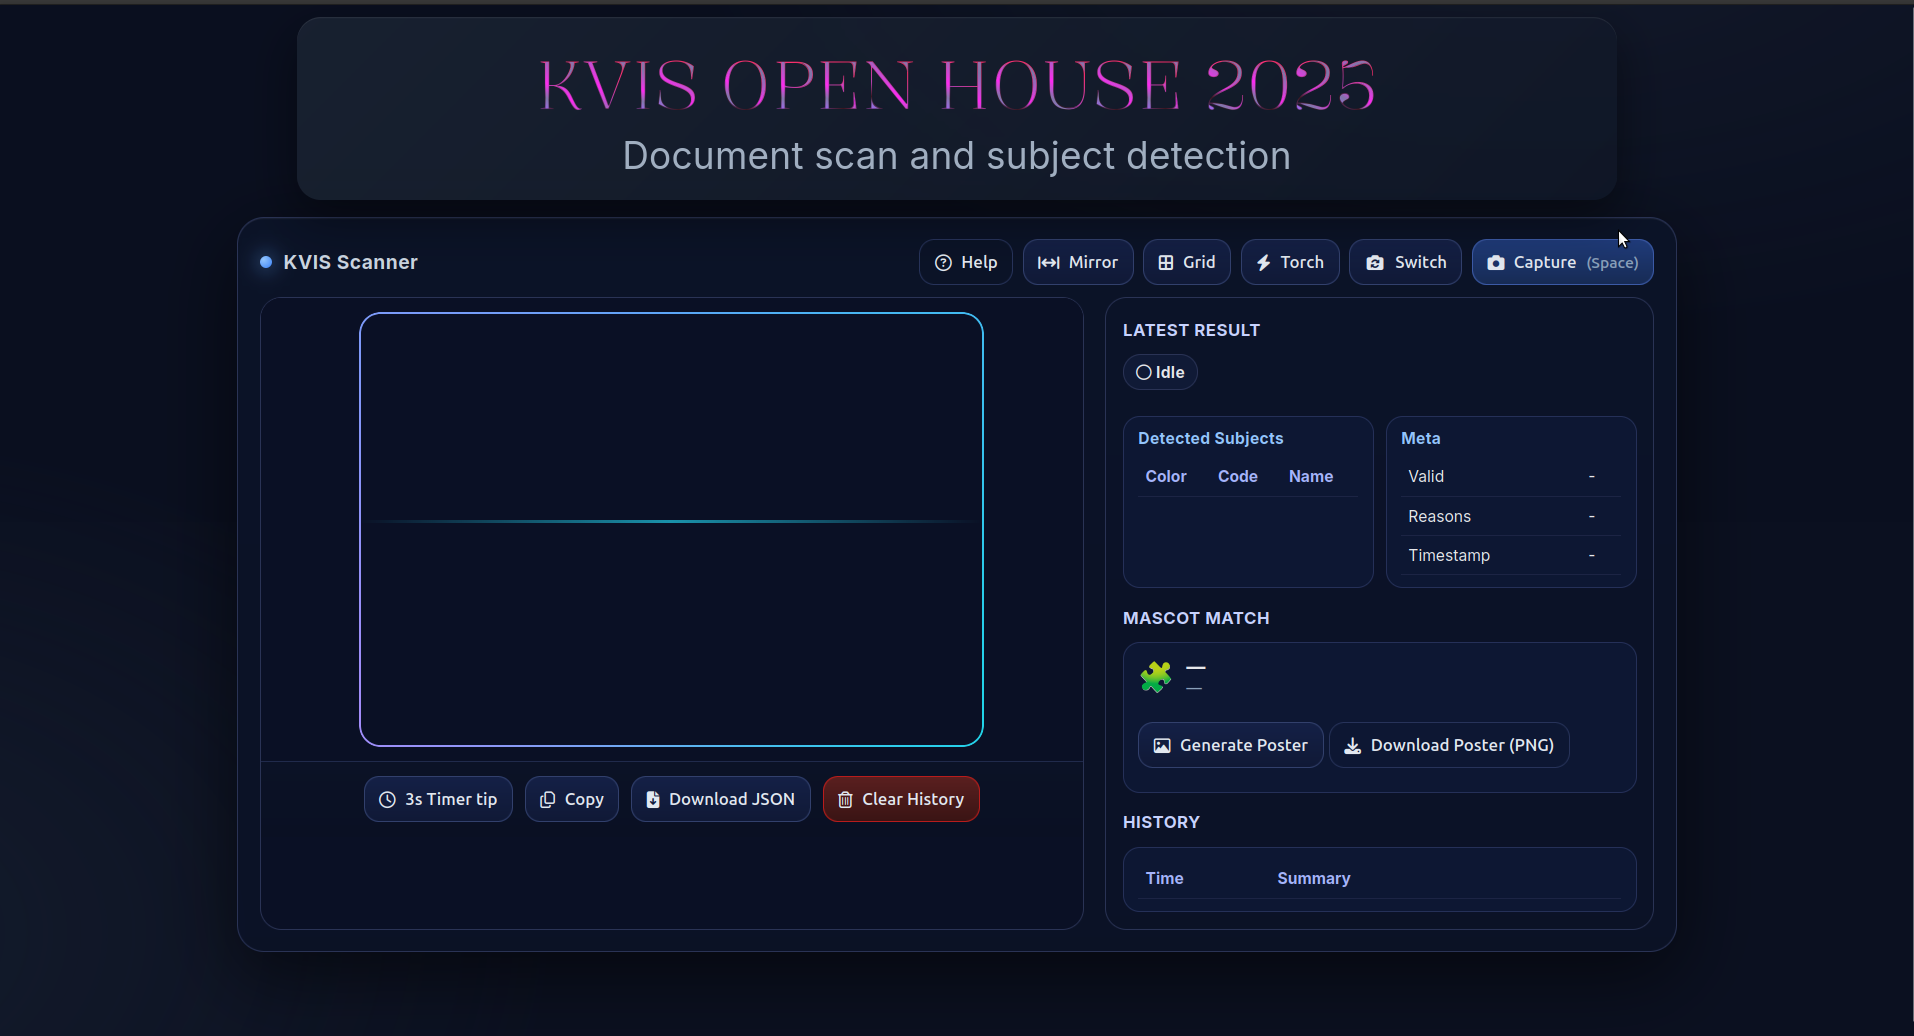 KVIS OPEN HOUSE 2025
Document scan and subject detection
KVIS Scanner
Help
Mirror
Grid
Torch
Switch
Capture (Space)
3s Timer tip
Copy
Download JSON
Clear History
LATEST RESULT
Idle
Detected Subjects
Color Code Name
Meta
Valid -
Reasons -
Timestamp -
MASCOT MATCH
—
—
Generate Poster
Download Poster (PNG)
HISTORY
Time Summary